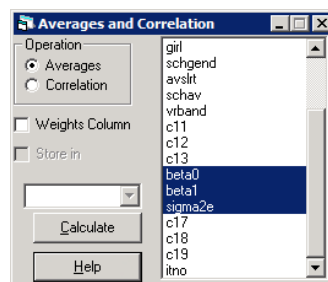 Averages and Correlation
Operation
Averages
Correlation
Weights Column
Store in
Calculate
Help
girl
schgend
avslrt
schav
vrband
c11
c12
c13
beta0
beta1
sigma2e
c17
c18
c19
itno